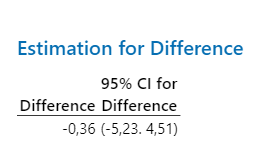 Estimation for Difference
95% CI for
Difference Difference
-0,36 (-5,23. 4,51)